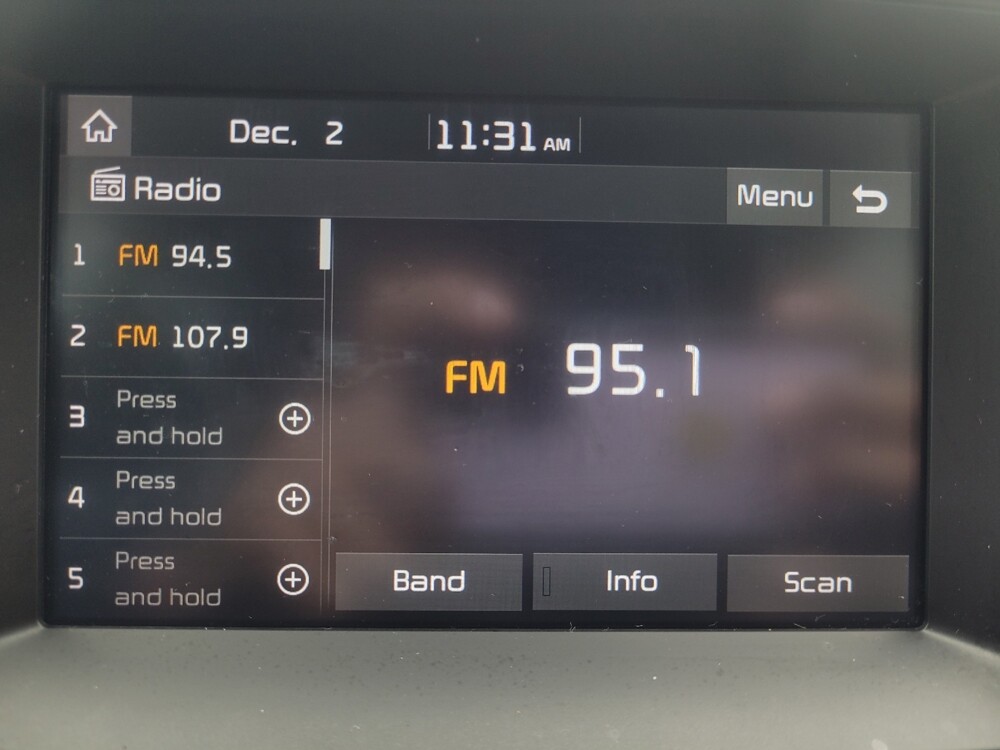 Dec. 2 11:31 AM
Radio
Menu
1 FM 94.5
2 FM 107.9
3 Press
and hold
4 Press
and hold
5 Press
and hold
FM 95.1
Band
Info
Scan